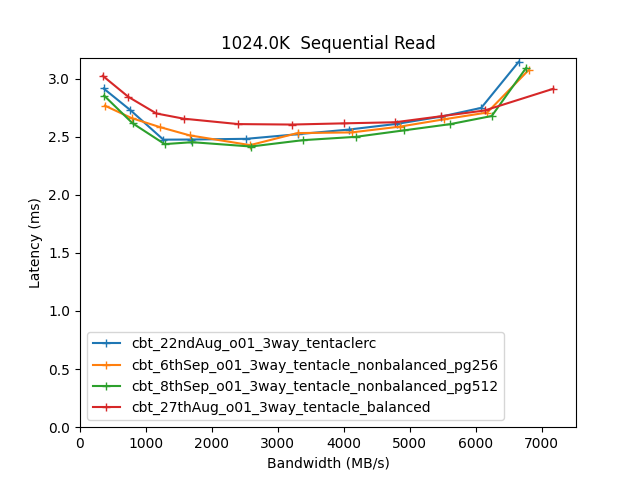 1024.0K  Sequential Read
3.0
2.5
2.0
1.5
1.0
0.5
0.0
Latency (ms)
cbt_22ndAug_o01_3way_tentaclerc
cbt_6thSep_o01_3way_tentacle_nonbalanced_pg256
cbt_8thSep_o01_3way_tentacle_nonbalanced_pg512
cbt_27thAug_o01_3way_tentacle_balanced
0 1000 2000 3000 4000 5000 6000 7000
Bandwidth (MB/s)